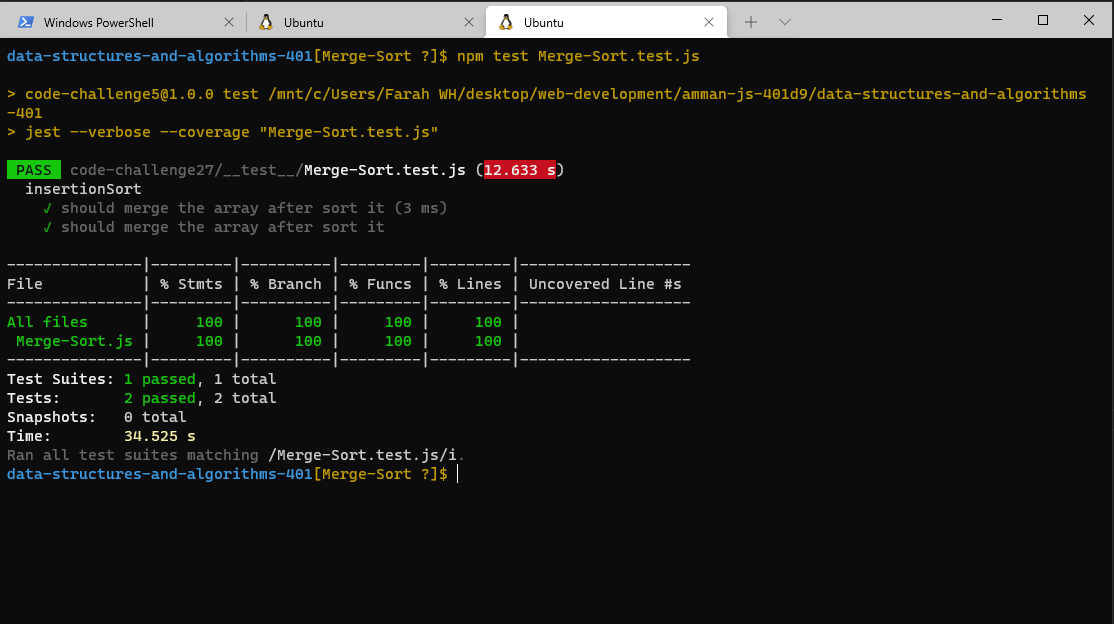 Windows PowerShell
Ubuntu
Ubuntu
data-structures-and-algorithms-401[Merge-Sort ?]$ npm test Merge-Sort.test.js
> code-challenge5@1.0.0 test /mnt/c/Users/Farah WH/desktop/web-development/amman-js-401d9/data-structures-and-algorithms
-401
> jest --verbose --coverage "Merge-Sort.test.js"
PASS code-challenge27/__test__/Merge-Sort.test.js (12.633 s)
insertionSort
✓ should merge the array after sort it (3 ms)
✓ should merge the array after sort it
---------------|---------|----------|---------|---------|-------------------
File           | % Stmts | % Branch | % Funcs | % Lines | Uncovered Line #s
---------------|---------|----------|---------|---------|-------------------
All files      |     100 |      100 |     100 |     100 |
 Merge-Sort.js |     100 |      100 |     100 |     100 |
---------------|---------|----------|---------|---------|-------------------
Test Suites: 1 passed, 1 total
Tests:       2 passed, 2 total
Snapshots:   0 total
Time:        34.525 s
Ran all test suites matching /Merge-Sort.test.js/i.
data-structures-and-algorithms-401[Merge-Sort ?]$